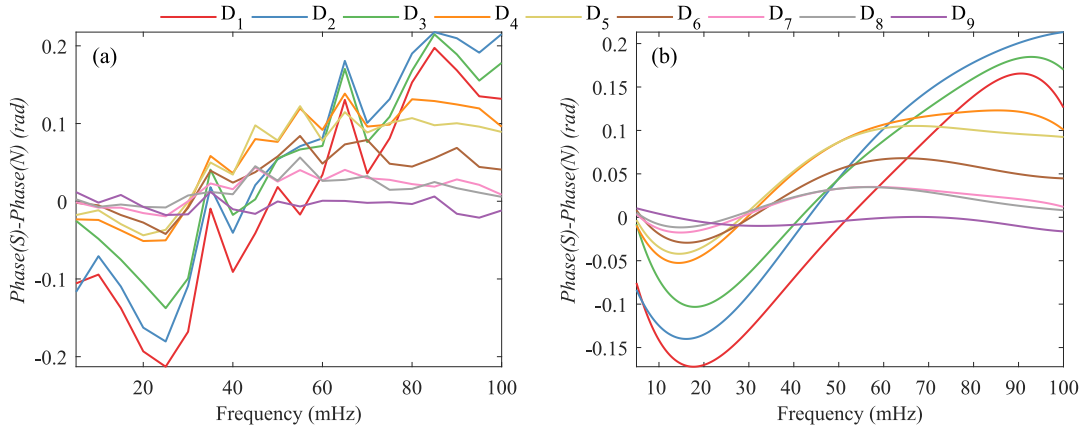 D1 D2 D3 D4 D5 D6 D7 D8 D9
(a)
Phase(S)-Phase(N) (rad)
0.2
0.1
0
-0.1
-0.2
20 40 60 80 100
Frequency (mHz)
(b)
Phase(S)-Phase(N) (rad)
0.2
0.15
0.1
0.05
0
-0.05
-0.1
-0.15
10 20 30 40 50 60 70 80 90 100
Frequency (mHz)